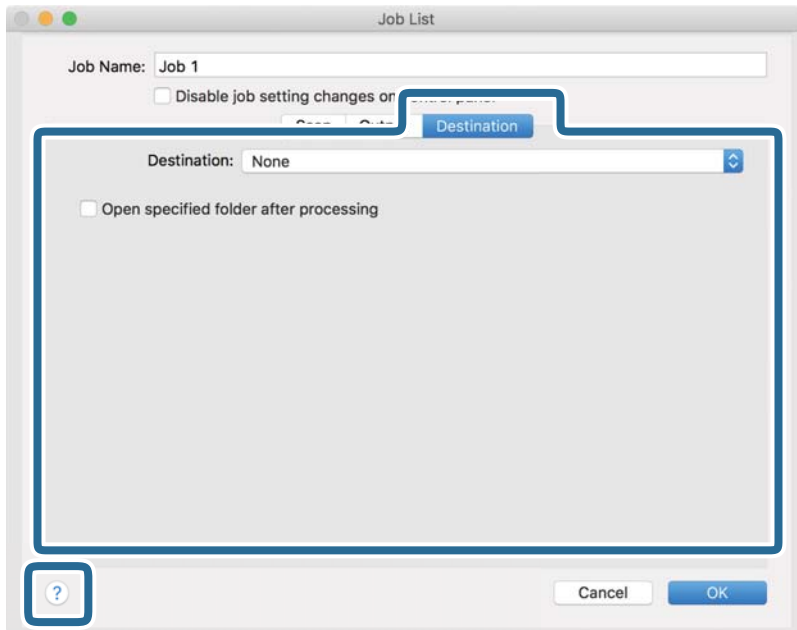 Job List
Job Name: Job 1
Disable job setting changes on
Destination
Destination: None
Open specified folder after processing
? Cancel OK